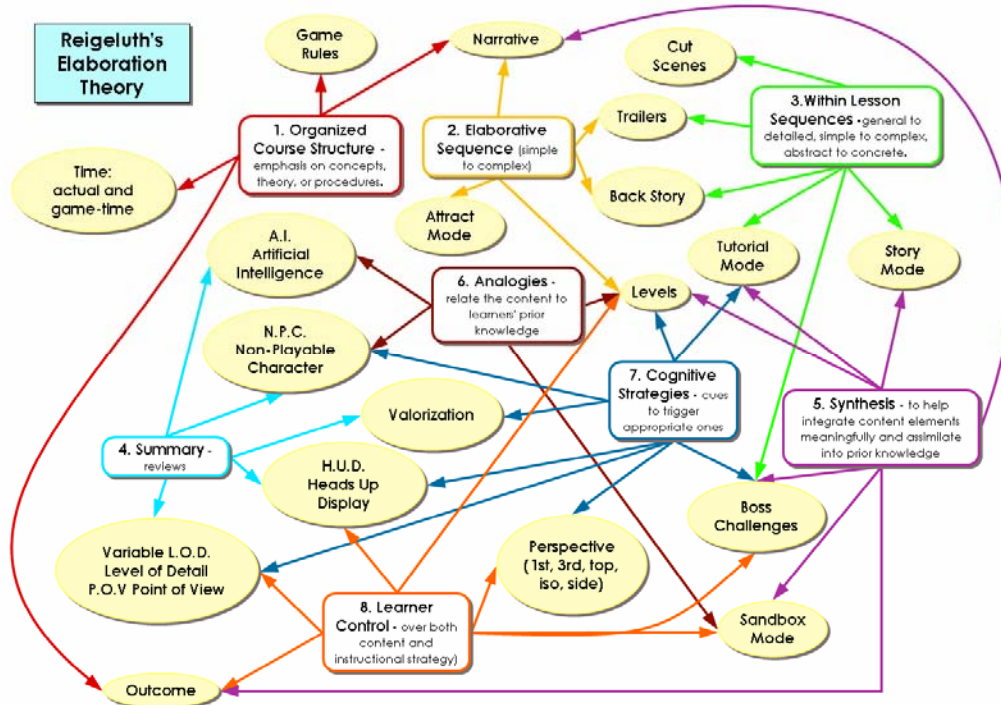 Reigeluth's
Elaboration
Theory
Game
Rules
Narrative
Cut
Scenes
1. Organized
Course Structure -
emphasis on concepts,
theory, or procedures.
2. Elaborative
Sequence (simple
to complex)
Trailers
3.Within Lesson
Sequences - general to
detailed, simple to complex,
abstract to concrete.
Time:
actual and
game-time
Back Story
Attract
Mode
Tutorial
Mode
Story
Mode
A.I.
Artificial
Intelligence
6. Analogies -
relate the content to
learners' prior
knowledge
Levels
N.P.C.
Non-Playable
Character
7. Cognitive
Strategies - cues
to trigger
appropriate ones
5. Synthesis - to help
integrate content elements
meaningfully and assimilate
into prior knowledge
Valorization
4. Summary -
reviews
H.U.D.
Heads Up
Display
Boss
Challenges
Variable L.O.D.
Level of Detail
P.O.V Point of View
Perspective
(1st, 3rd, top,
iso, side)
8. Learner
Control - over both
content and
instructional strategy)
Sandbox
Mode
Outcome